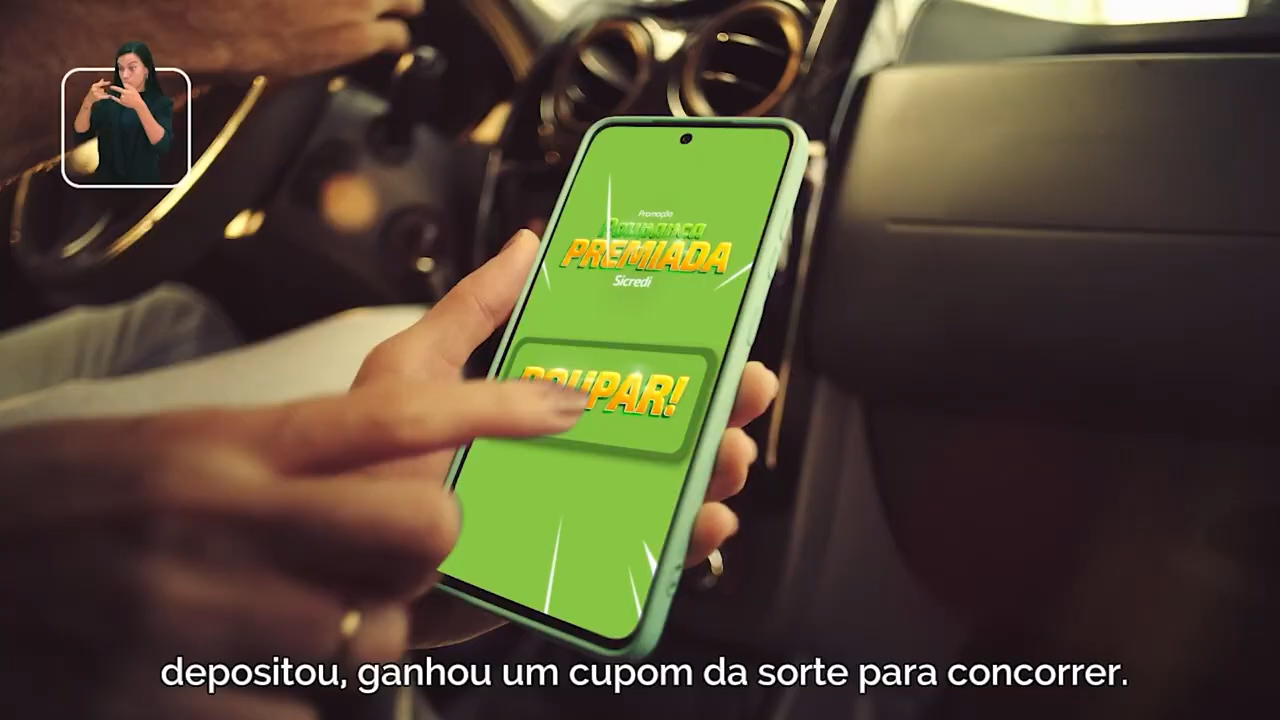 Promoção
Poupança
PREMIADA
Sicredi
POUPAR!
depositou, ganhou um cupom da sorte para concorrer.